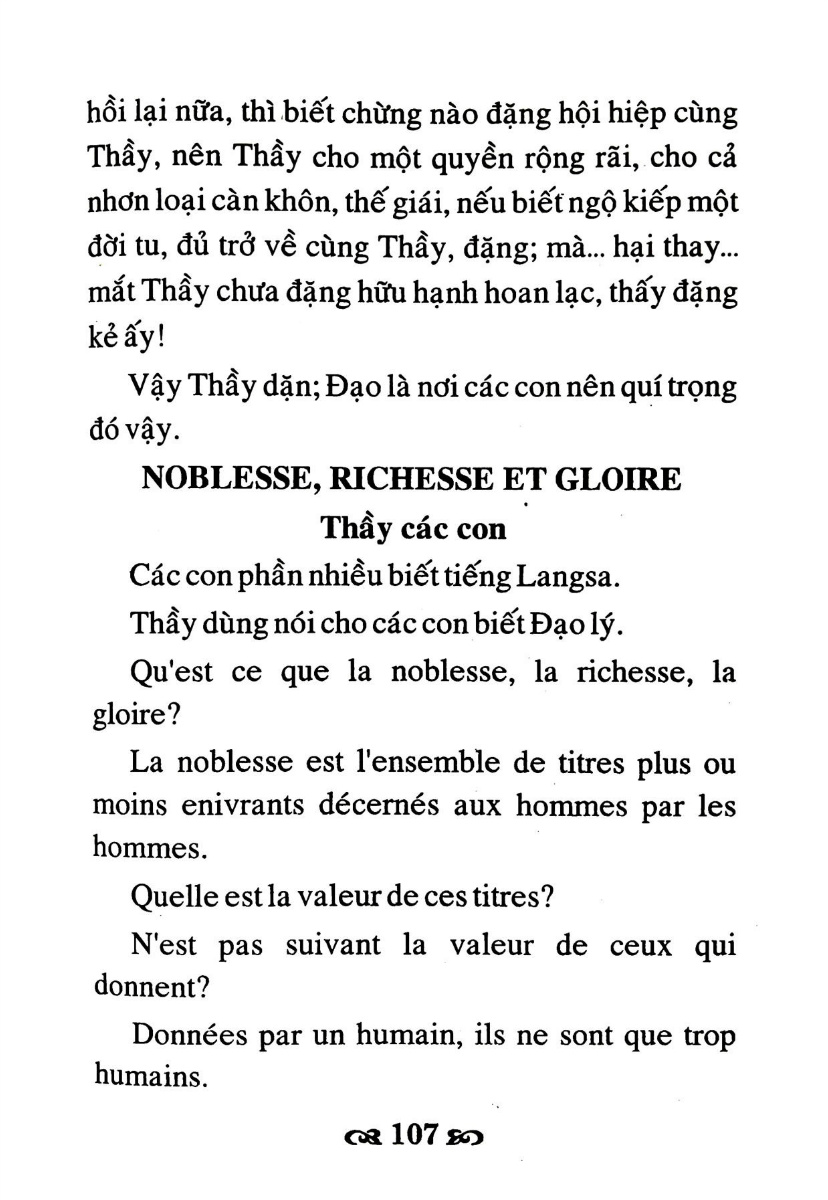 hồi lại nữa, thì biết chừng nào đặng hội hiệp cùng
Thầy, nên Thầy cho một quyền rộng rãi, cho cả
nhơn loại càn khôn, thế giái, nếu biết ngộ kiếp một
đời tu, đủ trở về cùng Thầy, đặng; mà... hại thay...
mắt Thầy chưa đặng hữu hạnh hoan lạc, thấy đặng
kẻ ấy!
Vậy Thầy dặn; Đạo là nơi các con nên quí trọng
đó vậy.
NOBLESSE, RICHESSE ET GLOIRE
Thầy các con
Các con phần nhiều biết tiếng Langsa.
Thầy dùng nói cho các con biết Đạo lý.
Qu'est ce que la noblesse, la richesse, la
gloire?
La noblesse est l'ensemble de titres plus ou
moins enivrants décernés aux hommes par les
hommes.
Quelle est la valeur de ces titres?
N'est pas suivant la valeur de ceux qui
donnent?
Données par un humain, ils ne sont que trop
humains.
107